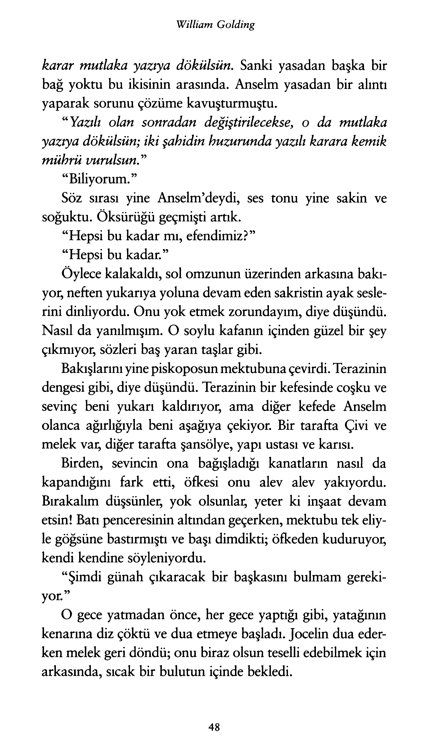 William Golding
karar mutlaka yazıya dökülsün. Sanki yasadan başka bir
bağ yoktu bu ikisinin arasında. Anselm yasadan bir alıntı
yaparak sorunu çözüme kavuşturmuştu.
“Yazılı olan sonradan değiştirilecekse, o da mutlaka
yazıya dökülsün; iki şahidin huzurunda yazılı karara kemik
mührü vurulsun.”
“Biliyorum.”
Söz sırası yine Anselm’deydi, ses tonu yine sakin ve
soğuktu. Öksürüğü geçmişti artık.
“Hepsi bu kadar mı, efendimiz?”
“Hepsi bu kadar.”
Öylece kalakaldı, sol omzunun üzerinden arkasına bakı-
yor, neften yukarıya yoluna devam eden sakristin ayak sesle-
rini dinliyordu. Onu yok etmek zorundayım, diye düşündü.
Nasıl da yanılmışım. O soylu kafanın içinden güzel bir şey
çıkmıyor, sözleri baş yaran taşlar gibi.
Bakışlarını yine piskoposun mektubuna çevirdi. Terazinin
dengesi gibi, diye düşündü. Terazinin bir kefesinde coşku ve
sevinç beni yukarı kaldırıyor, ama diğer kefede Anselm
olanca ağırlığıyla beni aşağıya çekiyor. Bir tarafta Çivi ve
melek var, diğer tarafta şansölye, yapı ustası ve karısı.
Birden, sevincin ona bağışladığı kanatların nasıl da
kapandığını fark etti, öfkesi onu alev alev yakıyordu.
Bırakalım düşsünler, yok olsunlar, yeter ki inşaat devam
etsin! Batı penceresinin altından geçerken, mektubu tek eliy-
le göğsüne bastırmıştı ve başı dimdikti; öfkeden kuduruyor,
kendi kendine söyleniyordu.
“Şimdi günah çıkaracak bir başkasını bulmam gereki-
yor.”
O gece yatmadan önce, her gece yaptığı gibi, yatağının
kenarına diz çöktü ve dua etmeye başladı. Jocelin dua eder-
ken melek geri döndü; onu biraz olsun teselli edebilmek için
arkasında, sıcak bir bulutun içinde bekledi.
48